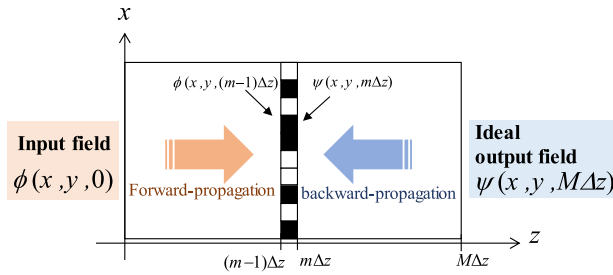 x
ϕ(x,y,(m−1)Δz)
ψ(x,y,mΔz)
Input field
ϕ(x,y,0)
Forward-propagation
backward-propagation
Ideal
output field
ψ(x,y,MΔz)
(m−1)Δz
mΔz
MΔz
z